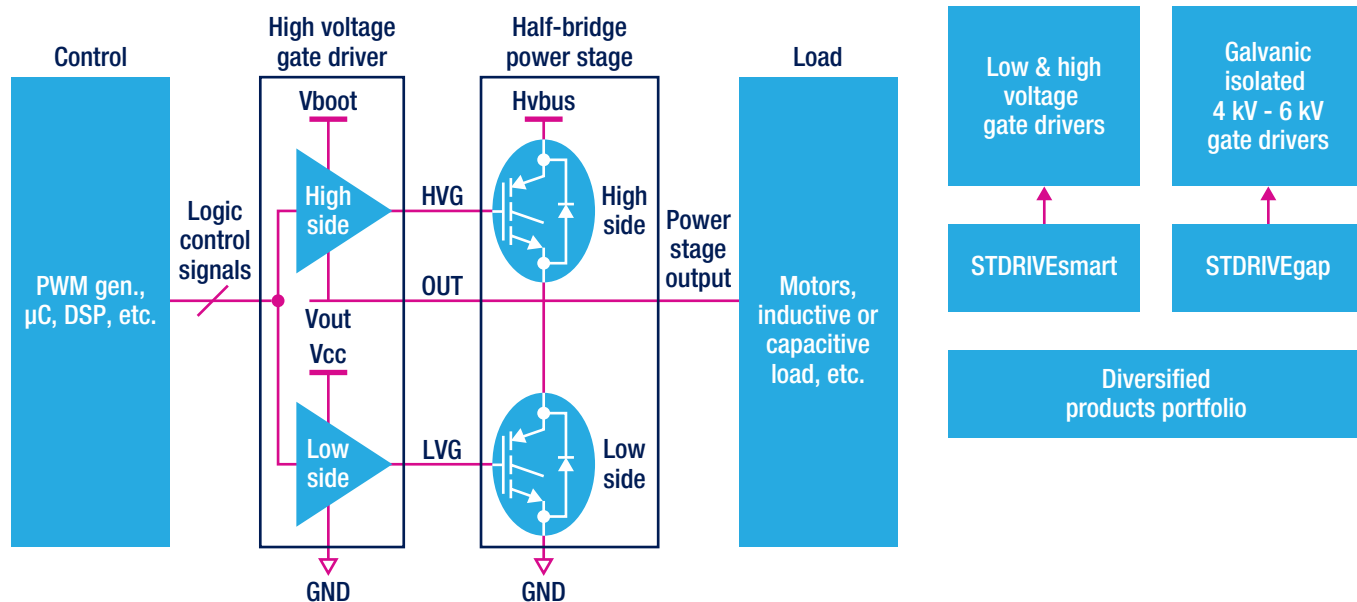 Control
PWM gen.,
µC, DSP, etc.
Logic
control
signals
High voltage
gate driver
Vboot
High
side
Vout
Vcc
Low
side
GND
HVG
OUT
LVG
Half-bridge
power stage
Hvbus
High
side
Low
side
GND
Power
stage
output
Load
Motors,
inductive or
capacitive
load, etc.
Low & high
voltage
gate drivers
STDRIVEsmart
Galvanic
isolated
4 kV - 6 kV
gate drivers
STDRIVEgap
Diversified
products portfolio